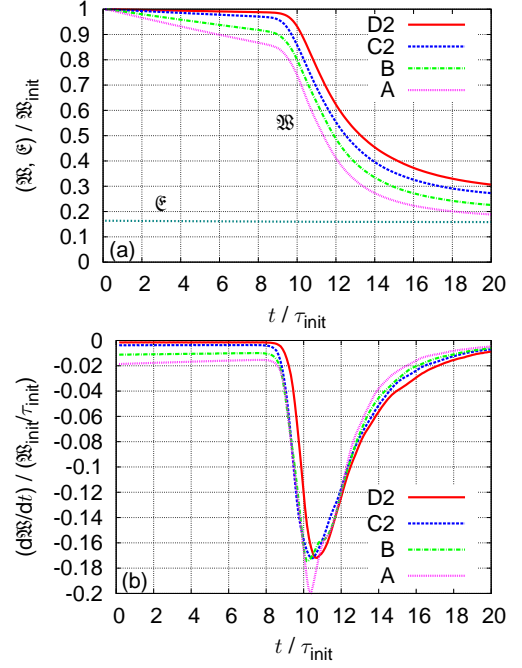 1
0.9
0.8
0.7
0.6
0.5
0.4
0.3
0.2
0.1
0
(𝔚, 𝔈) / 𝔚init
D2
C2
B
A
𝔚
𝔈
(a)
0 2 4 6 8 10 12 14 16 18 20
t / τinit
0
-0.02
-0.04
-0.06
-0.08
-0.1
-0.12
-0.14
-0.16
-0.18
-0.2
(d𝔚/dt) / (𝔚init/τinit)
D2
C2
B
A
(b)
0 2 4 6 8 10 12 14 16 18 20
t / τinit